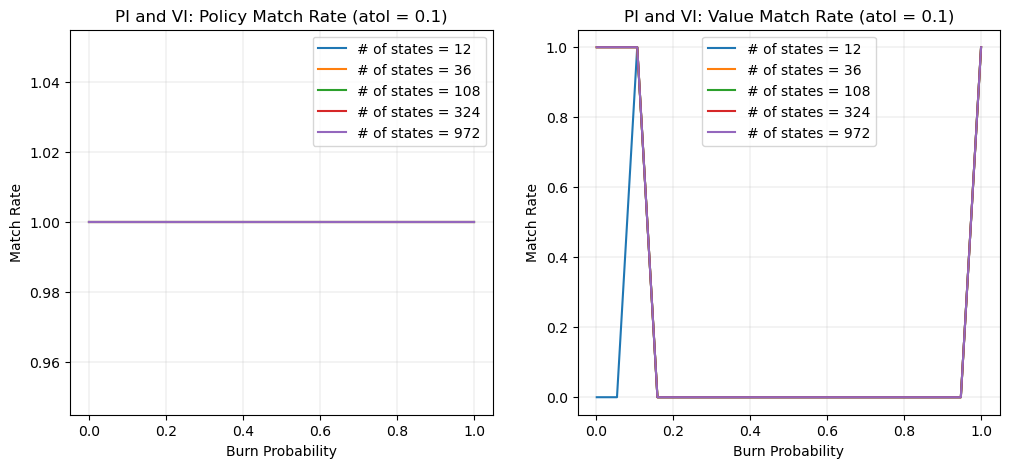 PI and VI: Policy Match Rate (atol = 0.1)
Match Rate
1.04
1.02
1.00
0.98
0.96
# of states = 12
# of states = 36
# of states = 108
# of states = 324
# of states = 972
0.0 0.2 0.4 0.6 0.8 1.0
Burn Probability
PI and VI: Value Match Rate (atol = 0.1)
Match Rate
1.0
0.8
0.6
0.4
0.2
0.0
# of states = 12
# of states = 36
# of states = 108
# of states = 324
# of states = 972
0.0 0.2 0.4 0.6 0.8 1.0
Burn Probability